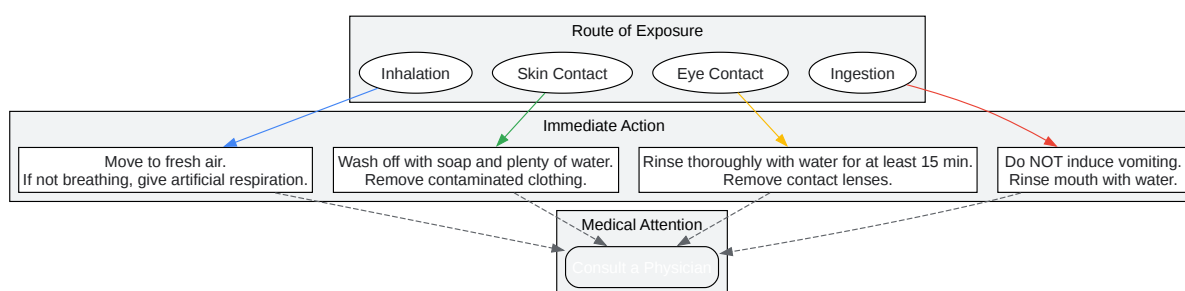 Route of Exposure
Inhalation
Skin Contact
Eye Contact
Ingestion
Immediate Action
Move to fresh air.
If not breathing, give artificial respiration.
Wash off with soap and plenty of water.
Remove contaminated clothing.
Rinse thoroughly with water for at least 15 min.
Remove contact lenses.
Do NOT induce vomiting.
Rinse mouth with water.
Medical Attention
Consult a Physician